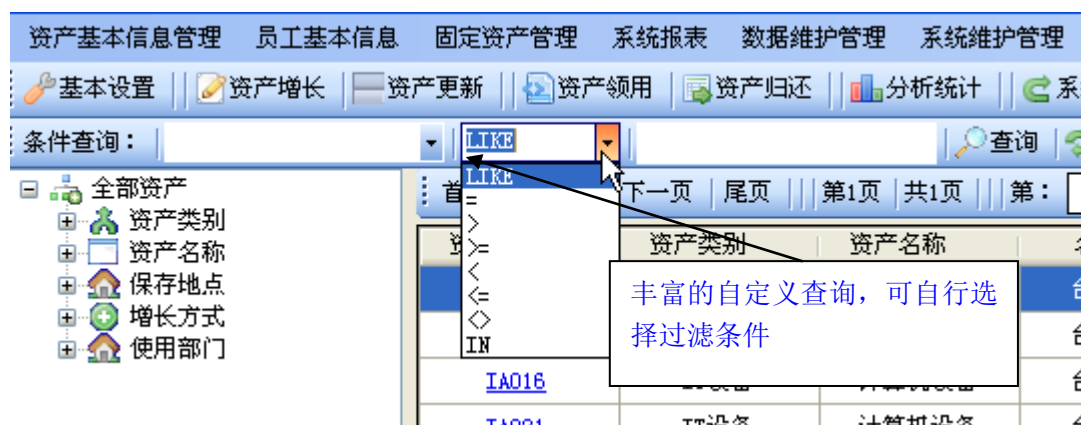 资产基本信息管理 员工基本信息 固定资产管理 系统报表 数据维护管理 系统维护管理
基本设置 资产增长 资产更新 资产领用 资产归还 分析统计 系
条件查询： LIKE 查询
全部资产
资产类别
资产名称
保存地点
增长方式
使用部门
首 下一页 尾页 第1页 共1页 第：
LIKE
=
>
>=
<
<=
<>
IN
资产类别 资产名称
丰富的自定义查询，可自行选
择过滤条件
IA016